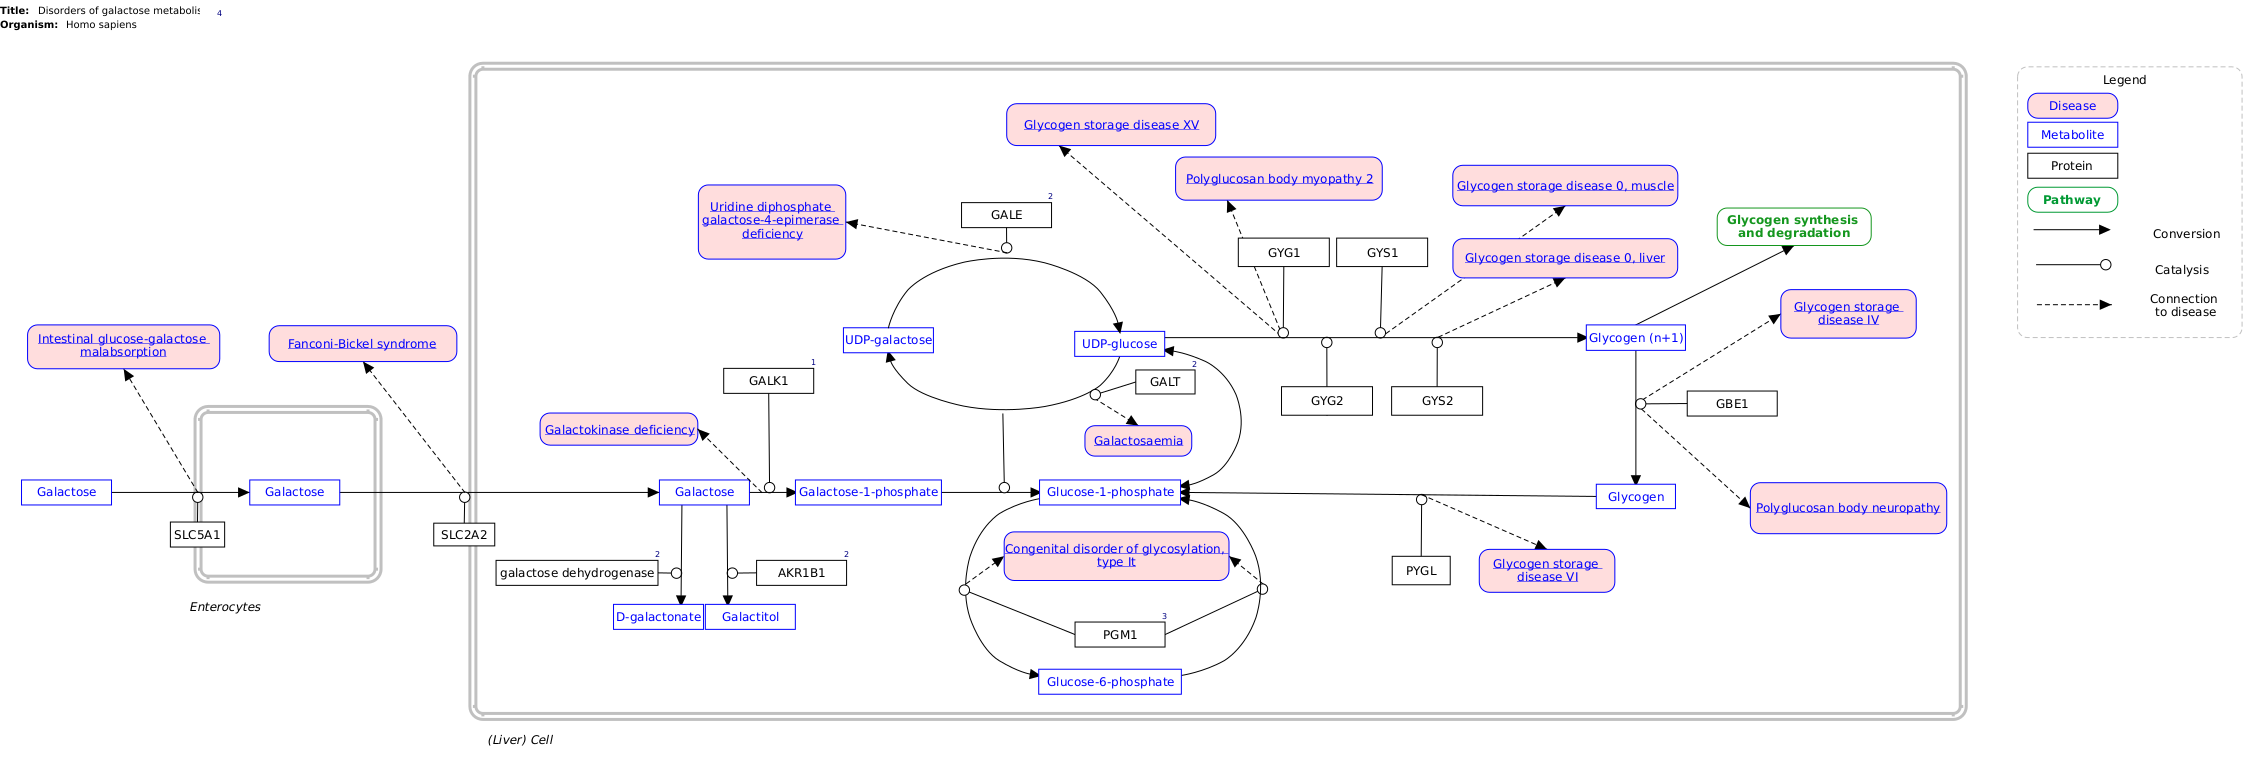 Title: Disorders of galactose metabolis 4
Organism: Homo sapiens
Legend
Disease
Metabolite
Protein
Pathway
Conversion
Catalysis
Connection
to disease
Glycogen storage disease XV
Polyglucosan body myopathy 2
Glycogen storage disease 0, muscle
Uridine diphosphate
galactose-4-epimerase
deficiency
GALE 2
Glycogen synthesis
and degradation
GYG1
GYS1
Glycogen storage disease 0, liver
Glycogen storage
disease IV
Intestinal glucose-galactose
malabsorption
Fanconi-Bickel syndrome
UDP-galactose
UDP-glucose
Glycogen (n+1)
GALK1 1
GALT 2
GYG2
GYS2
GBE1
Galactokinase deficiency
Galactosaemia
Galactose
Galactose
Galactose
Galactose-1-phosphate
Glucose-1-phosphate
Glycogen
Polyglucosan body neuropathy
SLC5A1
SLC2A2
Congenital disorder of glycosylation,
type It
galactose dehydrogenase 2
AKR1B1 2
PYGL
Glycogen storage
disease VI
Enterocytes
D-galactonate
Galactitol
PGM1 3
Glucose-6-phosphate
(Liver) Cell